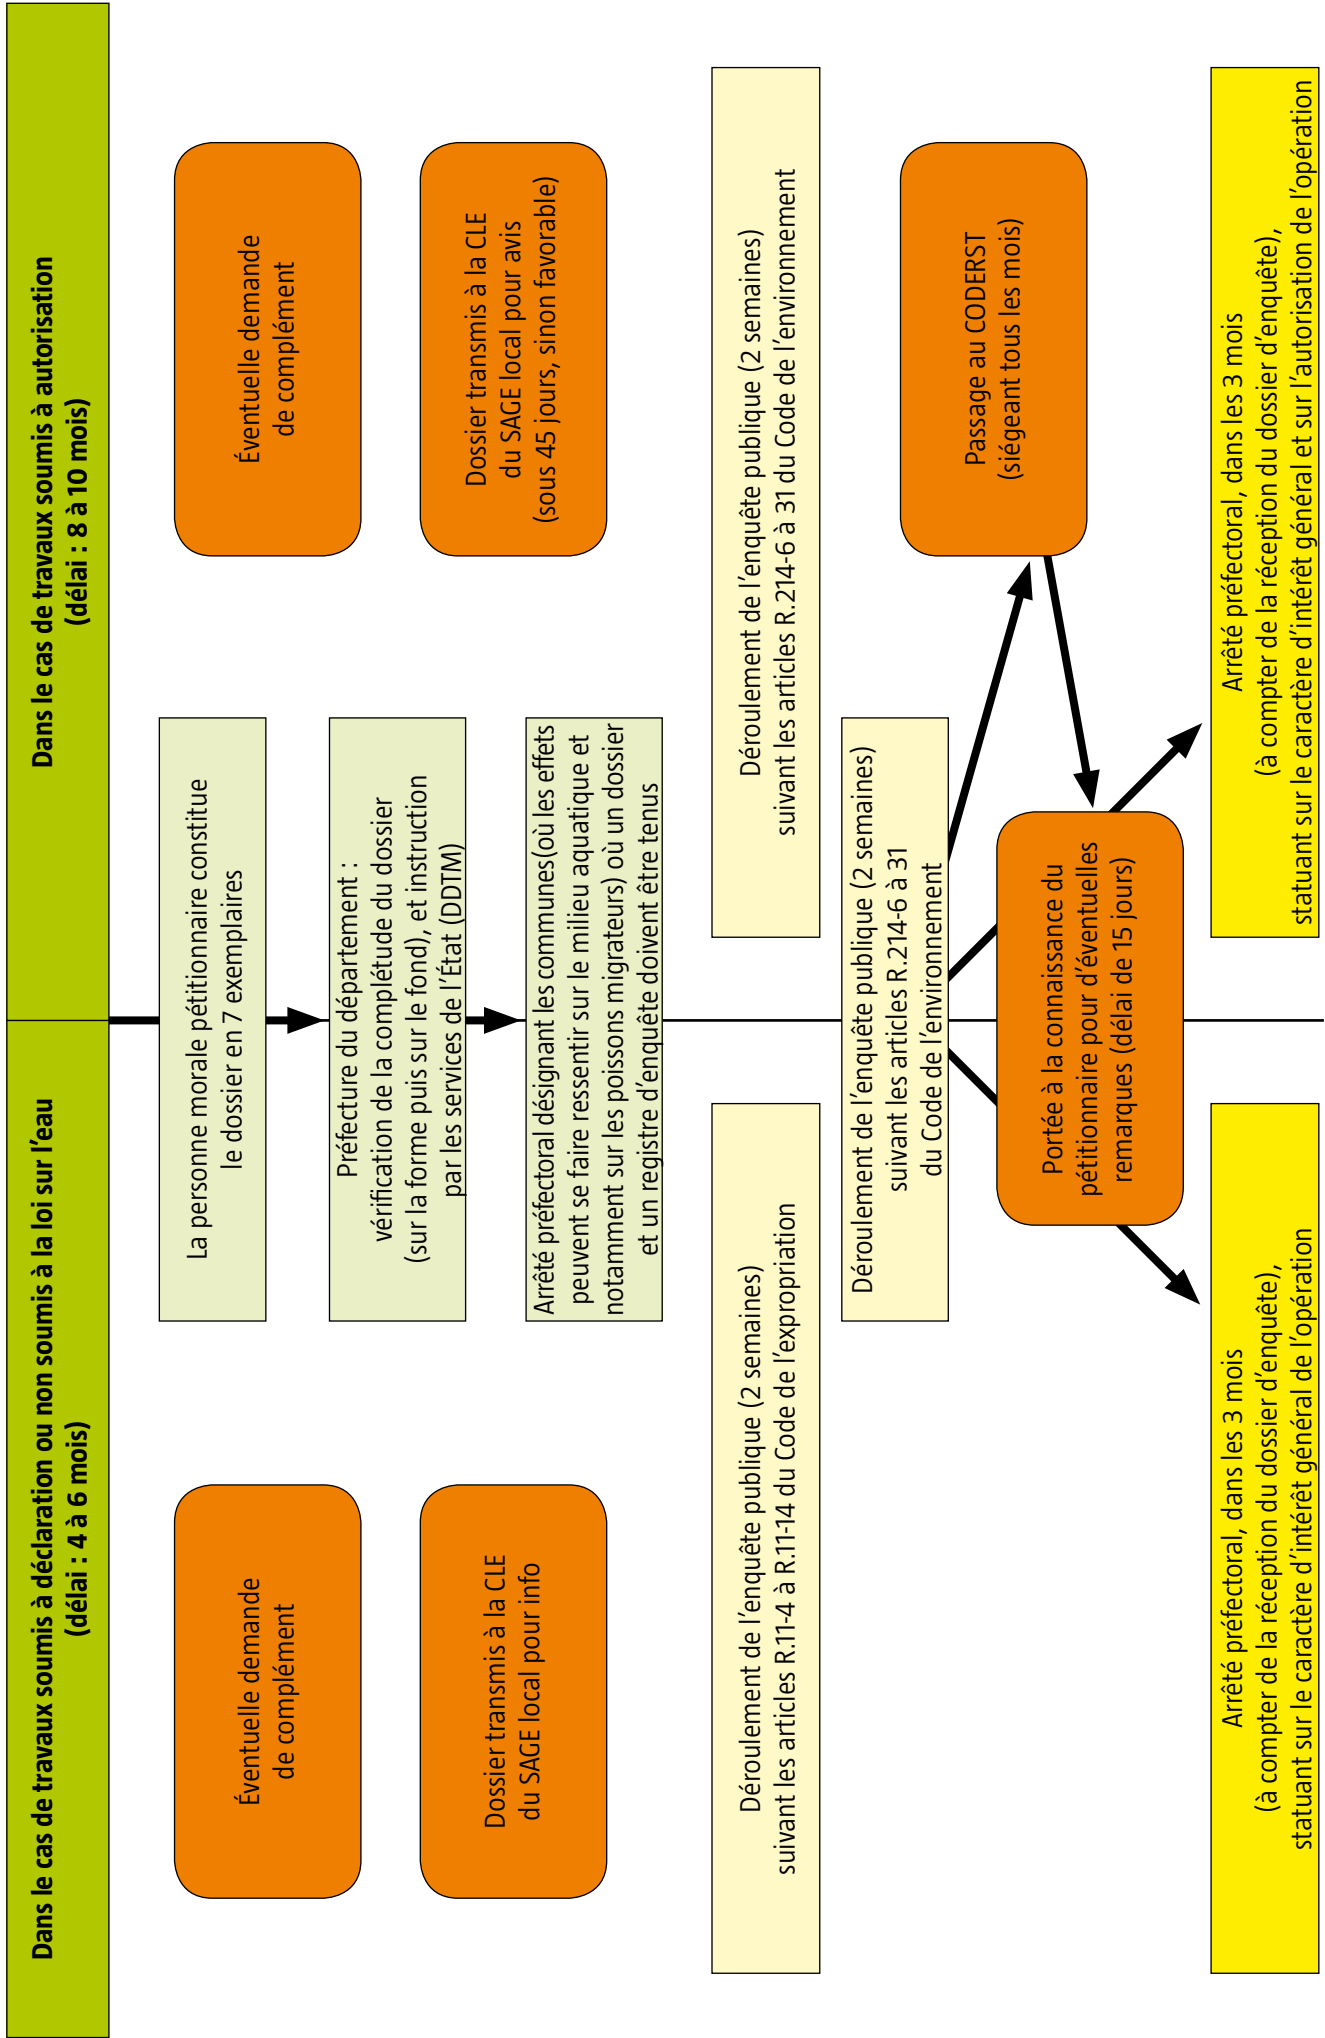 Dans le cas de travaux soumis à déclaration ou non soumis à la loi sur l'eau
(délai : 4 à 6 mois)
Dans le cas de travaux soumis à autorisation
(délai : 8 à 10 mois)
La personne morale pétitionnaire constitue
le dossier en 7 exemplaires
Éventuelle demande
de complément
Éventuelle demande
de complément
Préfecture du département :
vérification de la complétude du dossier
(sur la forme puis sur le fond), et instruction
par les services de l'État (DDTM)
Dossier transmis à la CLE
du SAGE local pour info
Dossier transmis à la CLE
du SAGE local pour avis
(sous 45 jours, sinon favorable)
Arrêté préfectoral désignant les communes(où les effets
peuvent se faire ressentir sur le milieu aquatique et
notamment sur les poissons migrateurs) où un dossier
et un registre d'enquête doivent être tenus
Déroulement de l'enquête publique (2 semaines)
suivant les articles R.11-4 à R.11-14 du Code de l'expropriation
Déroulement de l'enquête publique (2 semaines)
suivant les articles R.214-6 à 31 du Code de l'environnement
Déroulement de l'enquête publique (2 semaines)
suivant les articles R.214-6 à 31
du Code de l'environnement
Passage au CODERST
(siégeant tous les mois)
Portée à la connaissance du
pétitionnaire pour d'éventuelles
remarques (délai de 15 jours)
Arrêté préfectoral, dans les 3 mois
(à compter de la réception du dossier d'enquête),
statuant sur le caractère d'intérêt général de l'opération
Arrêté préfectoral, dans les 3 mois
(à compter de la réception du dossier d'enquête),
statuant sur le caractère d'intérêt général et sur l'autorisation de l'opération